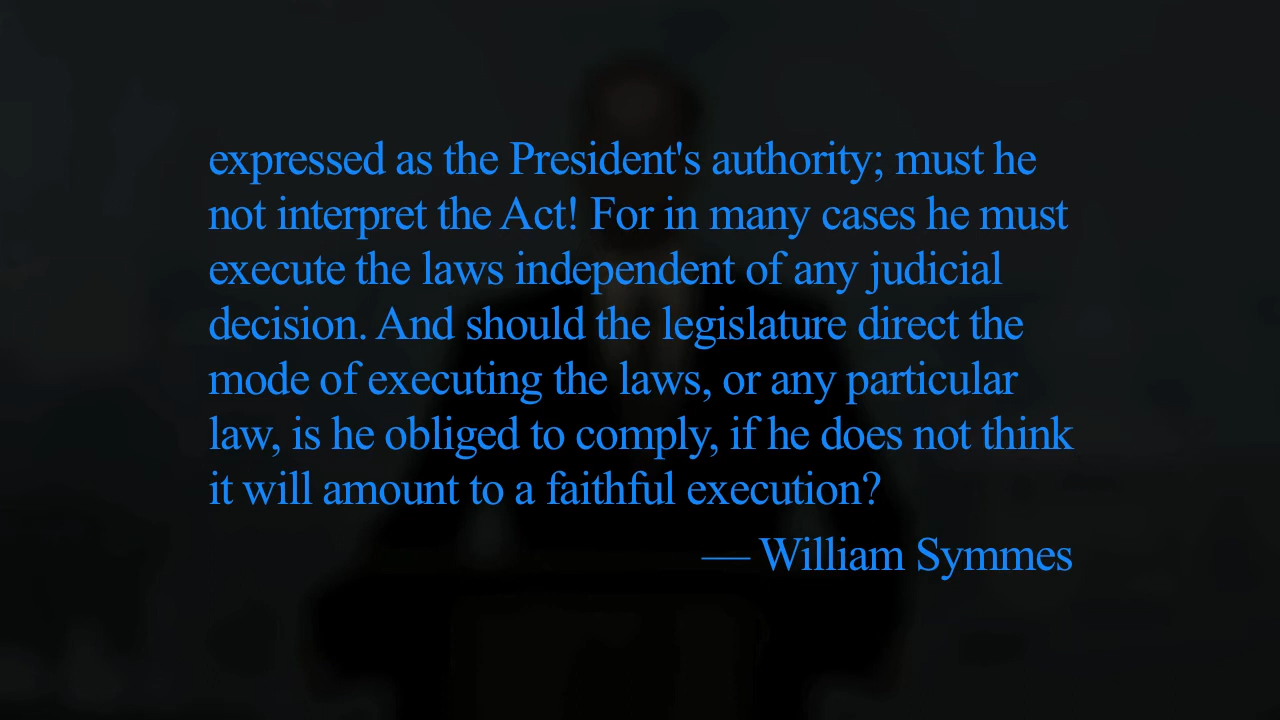 expressed as the President's authority; must he
not interpret the Act! For in many cases he must
execute the laws independent of any judicial
decision. And should the legislature direct the
mode of executing the laws, or any particular
law, is he obliged to comply, if he does not think
it will amount to a faithful execution?
— William Symmes